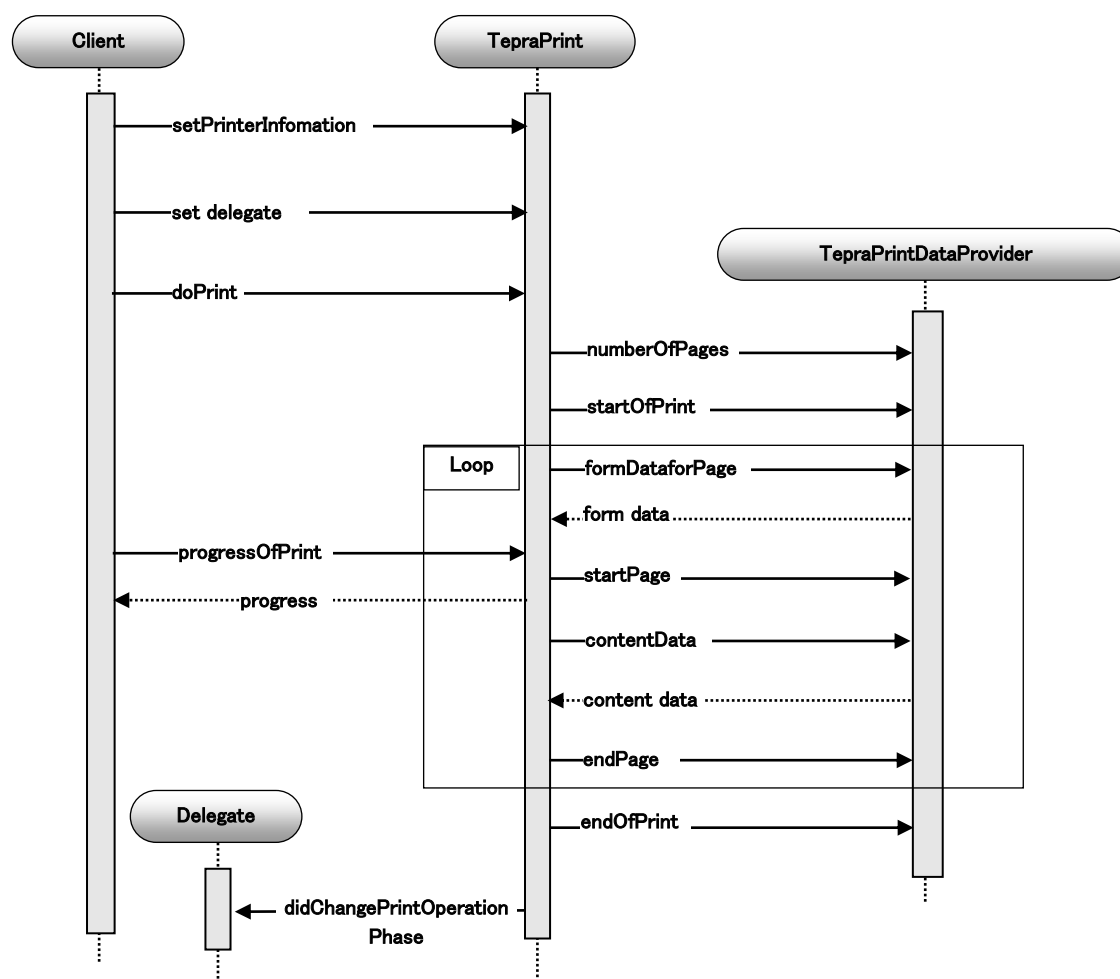 Client
TepraPrint
setPrinterInfomation
set delegate
TepraPrintDataProvider
doPrint
numberOfPages
startOfPrint
Loop
formDataforPage
form data
progressOfPrint
startPage
progress
contentData
content data
endPage
Delegate
endOfPrint
didChangePrintOperation
Phase